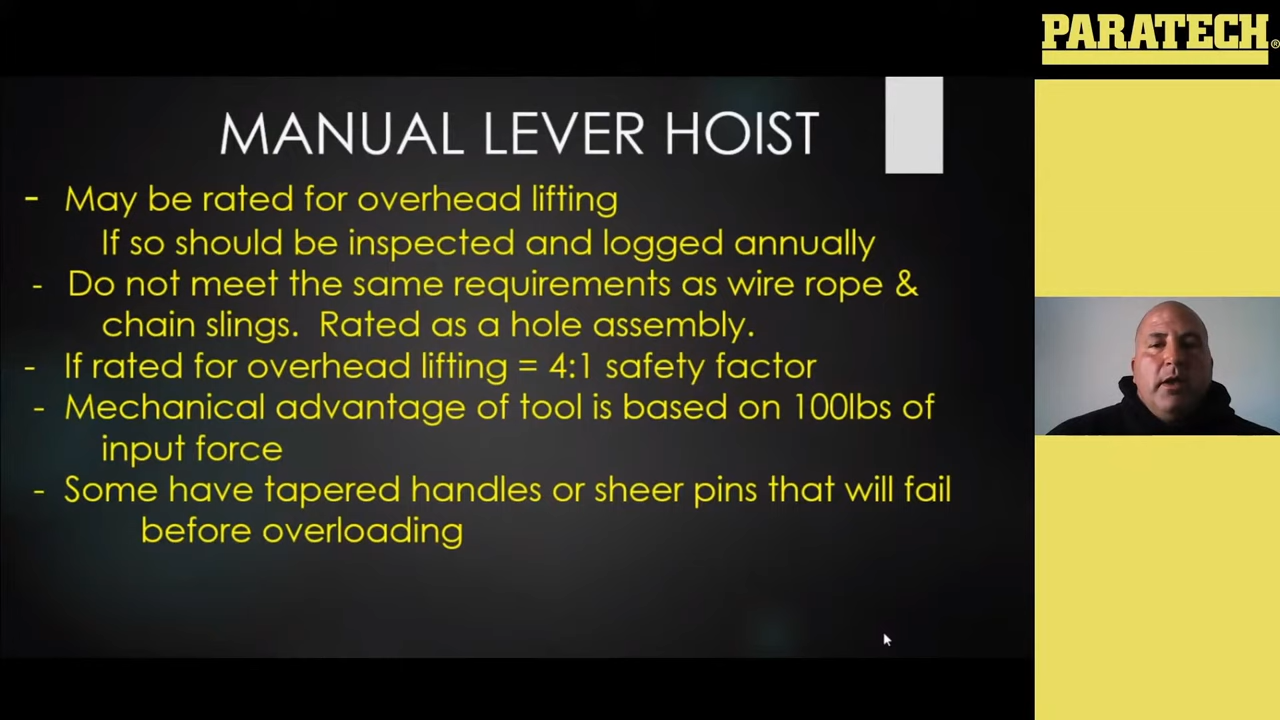 PARATECH®
MANUAL LEVER HOIST
- May be rated for overhead lifting
If so should be inspected and logged annually
- Do not meet the same requirements as wire rope &
chain slings. Rated as a hole assembly.
- If rated for overhead lifting = 4:1 safety factor
- Mechanical advantage of tool is based on 100lbs of
input force
- Some have tapered handles or sheer pins that will fail
before overloading